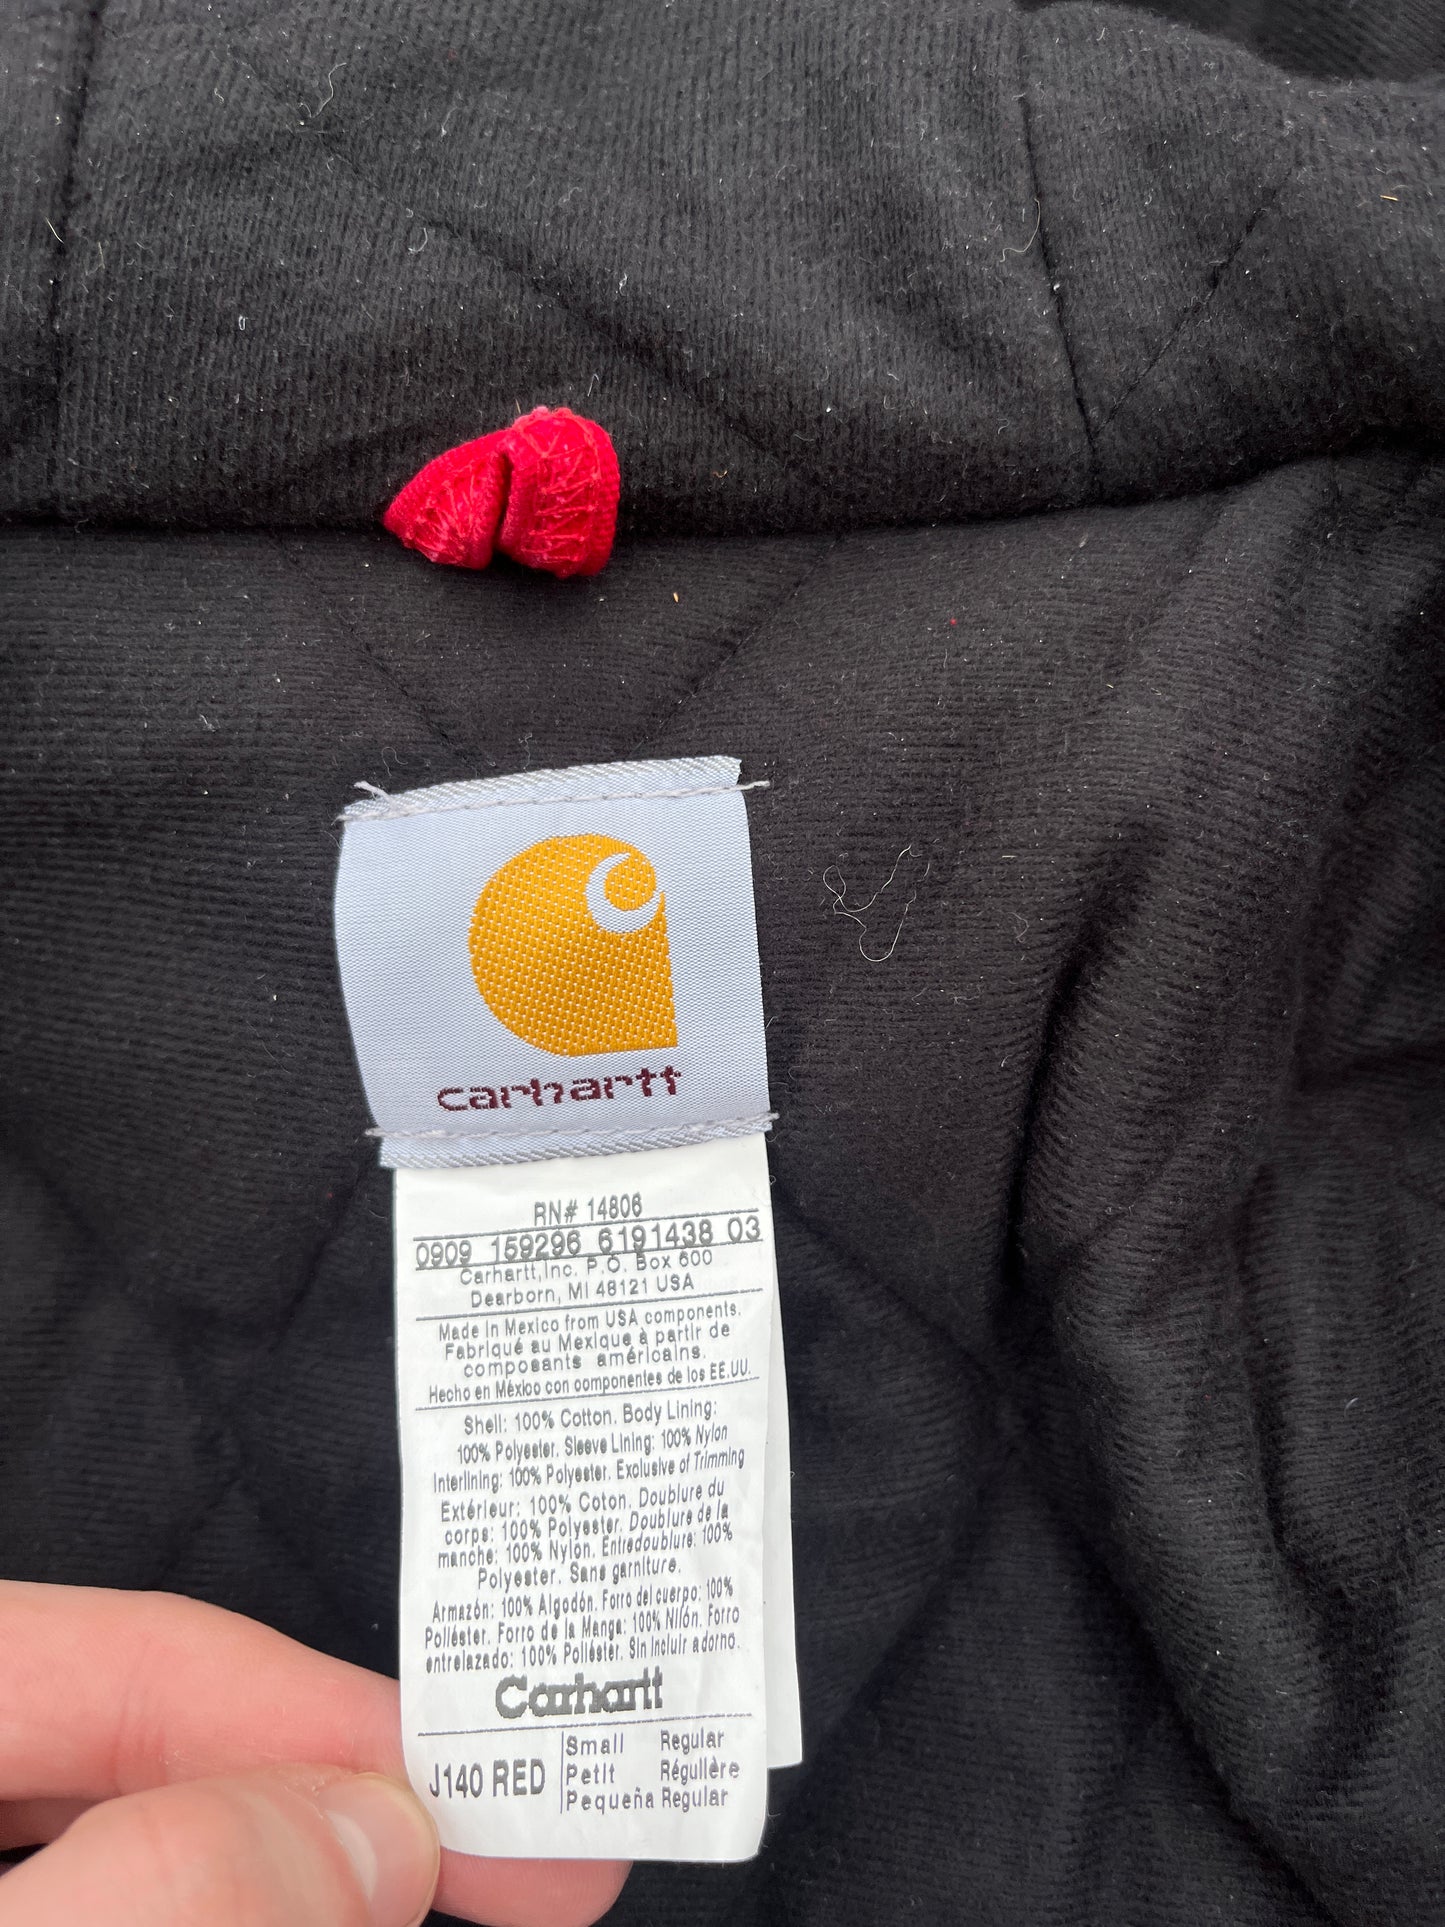 carhartt
RN# 14806
0909 159296 6191438 03
Carhartt,Inc. P.O. Box 600
Dearborn, MI 48121 USA
Made In Mexico from USA components.
Fabriqué au Mexique à partir de
composants américains.
Hecho en México con componentes de los EE.UU.
Shell: 100% Cotton. Body Lining:
100% Polyester. Sleeve Lining: 100% Nylon
Interlining: 100% Polyester. Exclusive of Trimming
Extérieur: 100% Coton. Doublure du
corps: 100% Polyester. Doublure de la
manche: 100% Nylon. Entredoublure: 100%
Polyester. Sans garniture.
Armazón: 100% Algodón. Forro del cuerpo: 100%
Poliéster. Forro de la Manga: 100% Nilón. Forro
entrelazado: 100% Poliéster. Sin incluir adorno.
Carhartt
J140 RED
Small Regular
Petit Régulière
Pequeña Regular